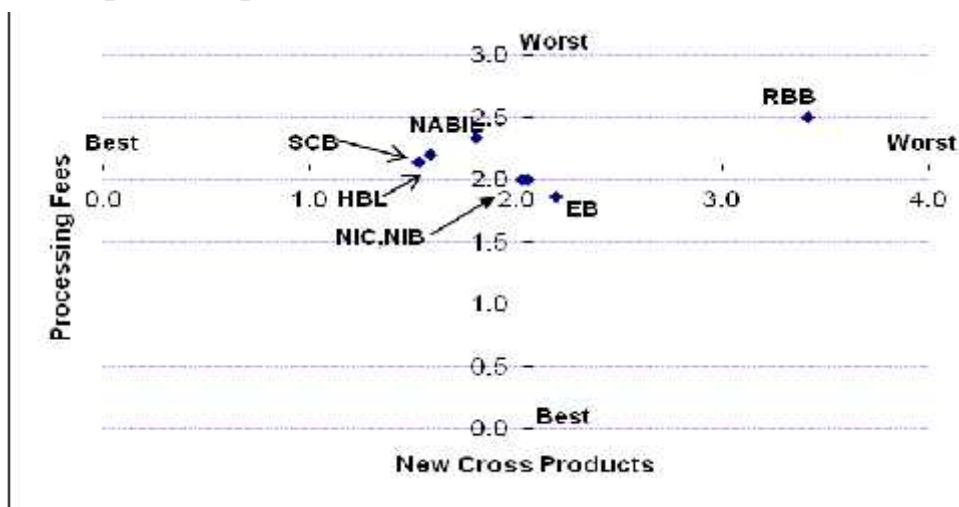 3.0 Worst
RBB
2.5
NABIL
Best SCB Worst
2.0
0.0 1.0 HBL 2.0 EB 3.0 4.0
NIC,NIB 1.5
1.0
0.5
0.0 Best
Processing Fees
New Cross Products